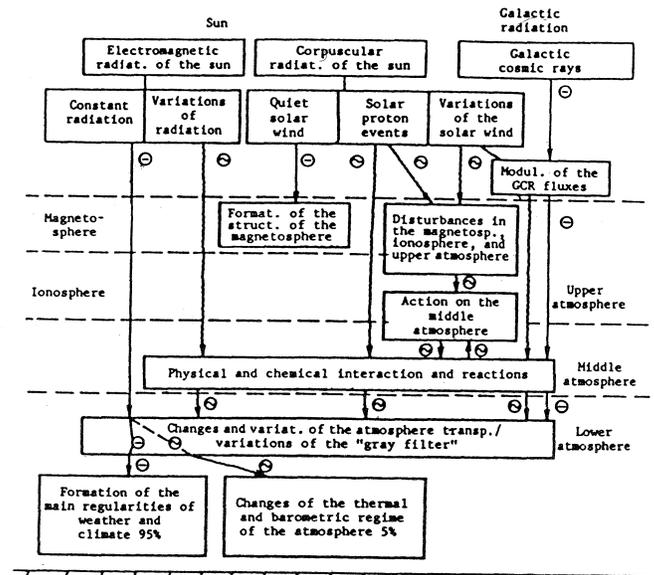 Sun
Galactic
radiation
Electromagnetic
radiat. of the sun
Corpuscular
radiat. of the sun
Galactic
cosmic rays
Constant
radiation
Variations
of
radiation
Quiet
solar
wind
Solar
proton
events
Variations
of the
solar wind
Modul. of the
GCR fluxes
Magneto-
sphere
Format. of the
struct. of the
magnetosphere
Disturbances in
the magnetosp.,
ionosphere, and
upper atmosphere
Ionosphere
Action on the
middle
atmosphere
Upper
atmosphere
Physical and chemical interaction and reactions
Middle
atmosphere
Changes and variat. of the atmosphere transp./
variations of the "gray filter"
Lower
atmosphere
Formation of the
main regularities of
weather and
climate 95%
Changes of the thermal
and barometric regime
of the atmosphere 5%